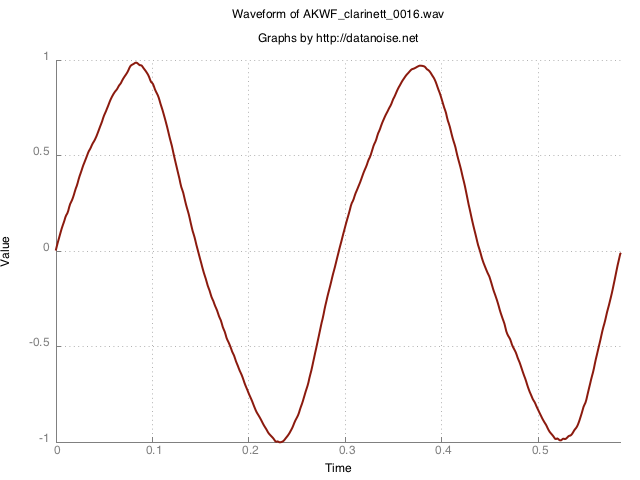 Waveform of AKWF_clarinett_0016.wav
Graphs by http://datanoise.net
1
0.5
0
-0.5
-1
Value
0 0.1 0.2 0.3 0.4 0.5
Time